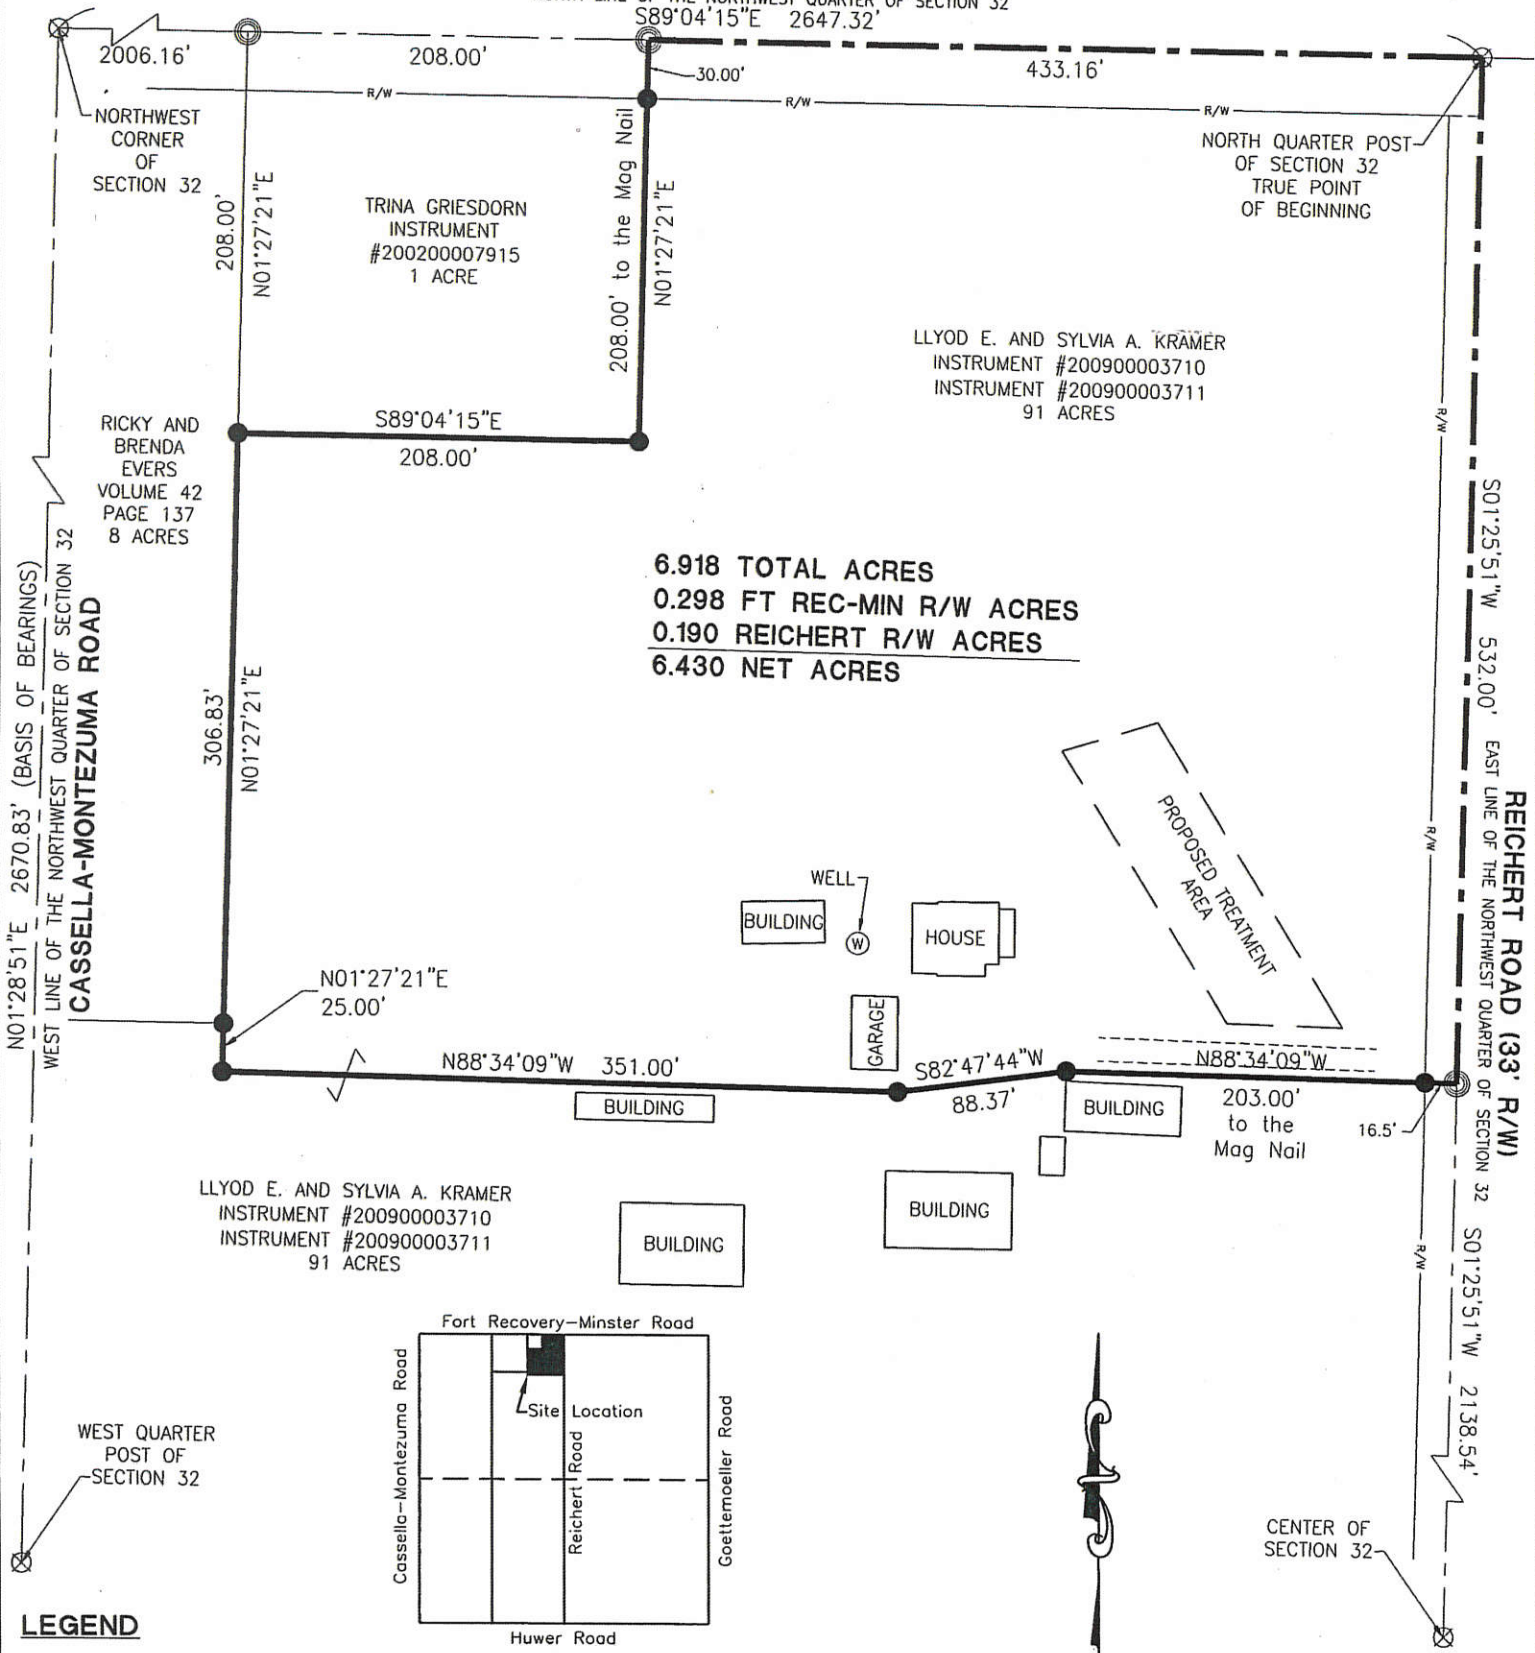 LINE OF THE NORTHWEST QUARTER OF SECTION 32
S89°04'15"E 2647.32'
2006.16'
208.00'
30.00'
433.16'
R/W
R/W
R/W
NORTHWEST
CORNER
OF
SECTION 32
NORTH QUARTER POST
OF SECTION 32
TRUE POINT
OF BEGINNING
208.00'
N01°27'21"E
TRINA GRIESDORN
INSTRUMENT
#200200007915
1 ACRE
208.00' to the Mag Nail
N01°27'21"E
LLYOD E. AND SYLVIA A. KRAMER
INSTRUMENT #200900003710
INSTRUMENT #200900003711
91 ACRES
R/W
RICKY AND
BRENDA
EVERS
VOLUME 42
PAGE 137
8 ACRES
S89°04'15"E
208.00'
N01°28'51"E 2670.83' (BASIS OF BEARINGS)
WEST LINE OF THE NORTHWEST QUARTER OF SECTION 32
CASSELLA-MONTEZUMA ROAD
306.83'
N01°27'21"E
6.918 TOTAL ACRES
0.298 FT REC-MIN R/W ACRES
0.190 REICHERT R/W ACRES
6.430 NET ACRES
S01°25'51"W 532.00'
EAST LINE OF THE NORTHWEST QUARTER OF SECTION 32
REICHERT ROAD (33' R/W)
R/W
PROPOSED TREATMENT
AREA
WELL
W
BUILDING
HOUSE
GARAGE
N01°27'21"E
25.00'
N88°34'09"W 351.00'
S82°47'44"W
88.37'
N88°34'09"W
203.00'
to the
Mag Nail
16.5'
BUILDING
BUILDING
BUILDING
BUILDING
LLYOD E. AND SYLVIA A. KRAMER
INSTRUMENT #200900003710
INSTRUMENT #200900003711
91 ACRES
R/W
S01°25'51"W 2138.54'
Fort Recovery-Minster Road
Cassella-Montezuma Road
Site Location
Reichert Road
Goettemoeller Road
Huwer Road
WEST QUARTER
POST OF
SECTION 32
CENTER OF
SECTION 32
LEGEND